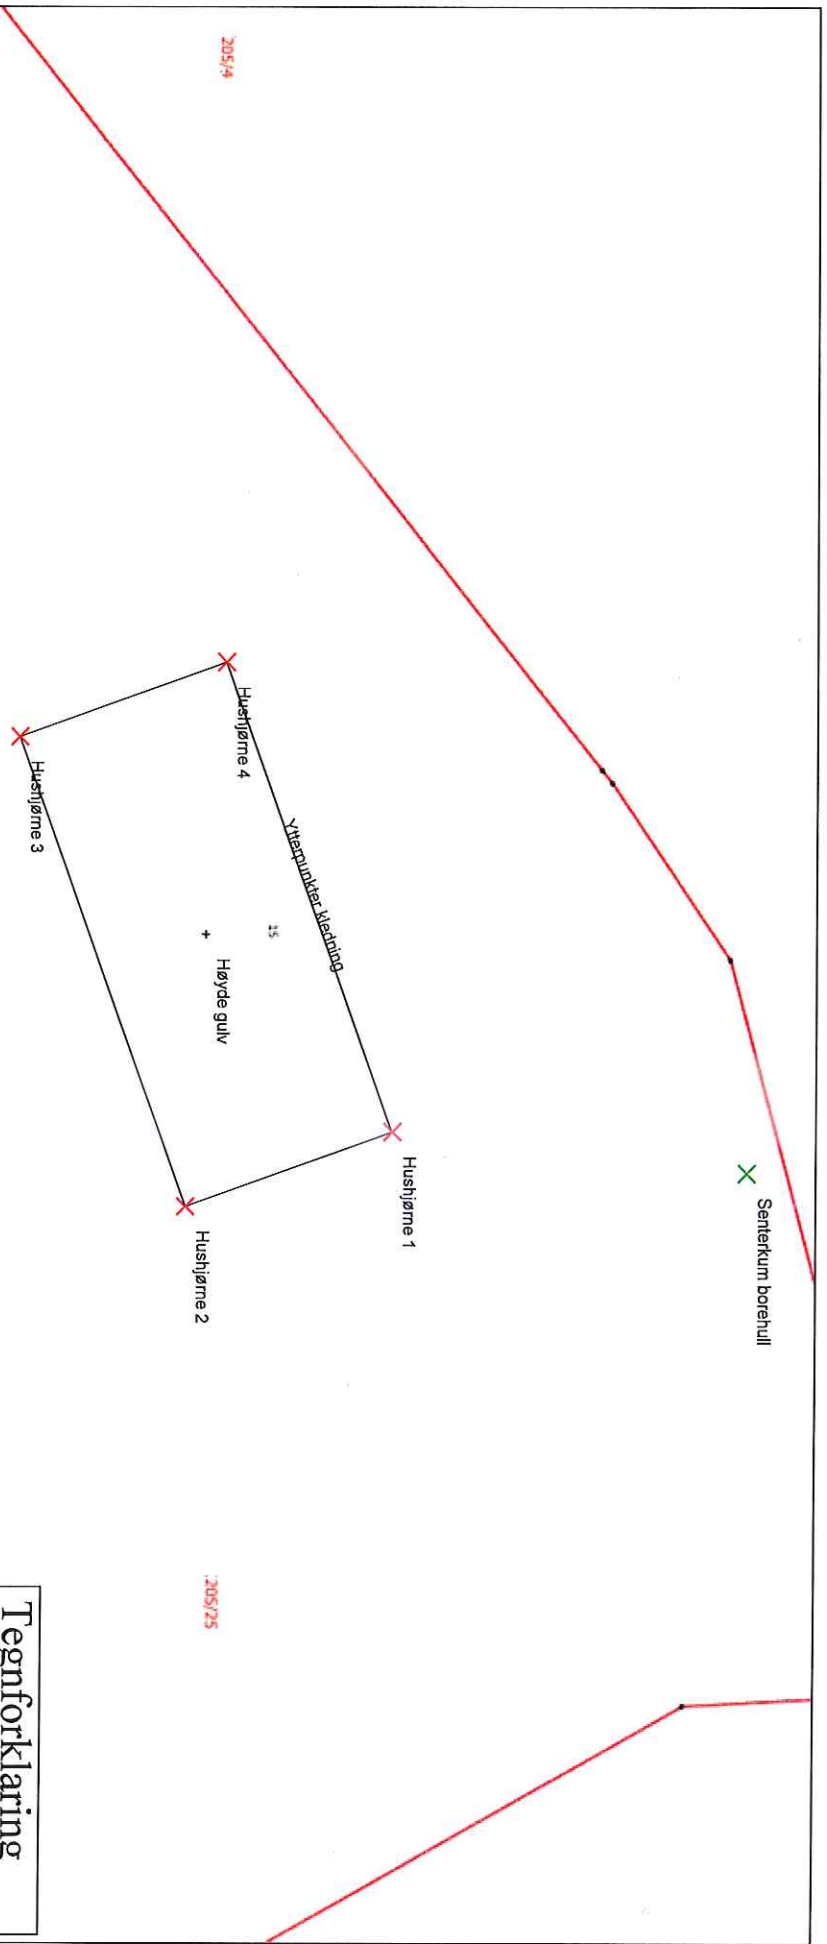 205/4
Senterkum borehull
Hushjørne 1
Ytterpunkter kledning
Hushjørne 4
15
Høyde gulv
Hushjørne 2
205/25
Hushjørne 3
Tegnforklaring